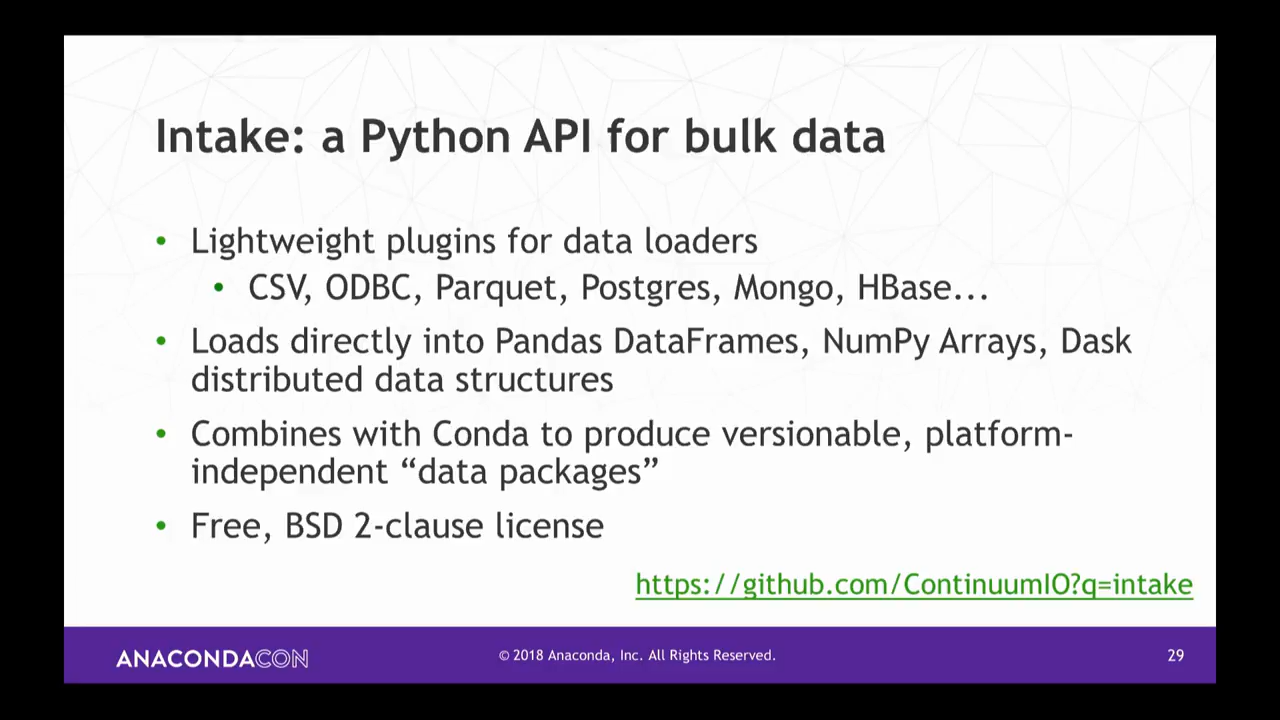 Intake: a Python API for bulk data
• Lightweight plugins for data loaders
• CSV, ODBC, Parquet, Postgres, Mongo, HBase...
• Loads directly into Pandas DataFrames, NumPy Arrays, Dask
distributed data structures
• Combines with Conda to produce versionable, platform-
independent “data packages”
• Free, BSD 2-clause license
https://github.com/ContinuumIO?q=intake
ANACONDACON
© 2018 Anaconda, Inc. All Rights Reserved.
29